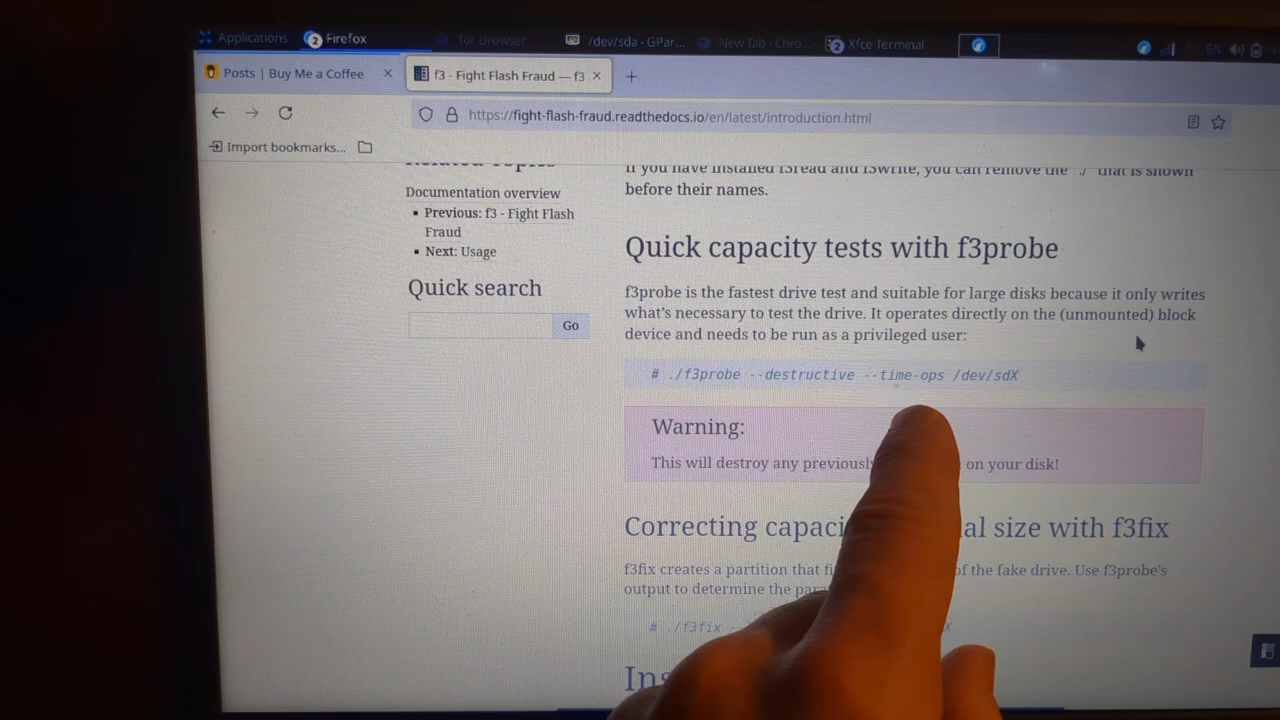 Applications
2 Firefox
Tor Browser
/dev/sda - GPar...
New Tab - Chro...
2 Xfce Terminal
EN
Posts | Buy Me a Coffee
f3 - Fight Flash Fraud — f3
https://fight-flash-fraud.readthedocs.io/en/latest/introduction.html
Import bookmarks...
Related Topics
Documentation overview
Previous: f3 - Fight Flash
Fraud
Next: Usage
Quick search
Go
If you have installed f3read and f3write, you can remove the "./" that is shown
before their names.
Quick capacity tests with f3probe
f3probe is the fastest drive test and suitable for large disks because it only writes
what's necessary to test the drive. It operates directly on the (unmounted) block
device and needs to be run as a privileged user:
# ./f3probe --destructive --time-ops /dev/sdX
Warning:
This will destroy any previously on your disk!
Correcting capaci al size with f3fix
f3fix creates a partition that fi of the fake drive. Use f3probe's
output to determine the para
# ./f3fix
Ins